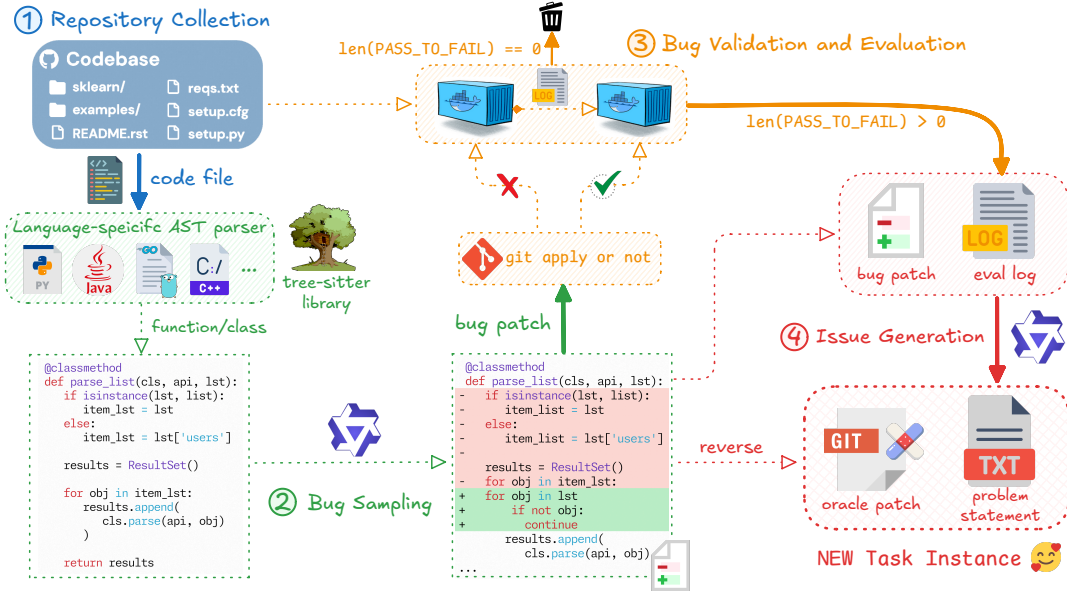 1 Repository Collection
Codebase
sklearn/
reqs.txt
examples/
setup.cfg
README.rst
setup.py
</>
code file
Language-speicifc AST parser
PY
Java
GO
C:/
C++
...
tree-sitter
library
function/class
@classmethod
def parse_list(cls, api, lst):
if isinstance(lst, list):
item_lst = lst
else:
item_lst = lst['users']
results = ResultSet()
for obj in item_lst:
results.append(
cls.parse(api, obj)
)
return results
2 Bug Sampling
@classmethod
def parse_list(cls, api, lst):
- if isinstance(lst, list):
- item_list = lst
- else:
- item_list = lst['users']
-
results = ResultSet()
- for obj in item_lst:
+ for obj in lst
+ if not obj:
+ continue
results.append(
cls.parse(api, obj)
...
bug patch
git apply or not
3 Bug Validation and Evaluation
len(PASS_TO_FAIL) == 0
LOG
len(PASS_TO_FAIL) > 0
LOG
bug patch
eval log
4 Issue Generation
reverse
GIT
TXT
oracle patch
problem
statement
NEW Task Instance